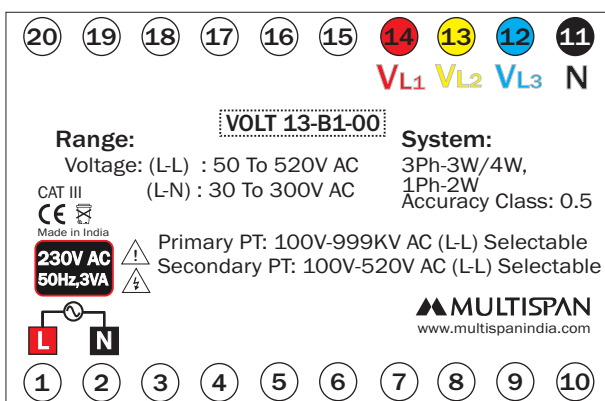 20 19 18 17 16 15 14 13 12 11
VL1 VL2 VL3 N
VOLT 13-B1-00
Range:
Voltage: (L-L) : 50 To 520V AC
(L-N) : 30 To 300V AC
System:
3Ph-3W/4W,
1Ph-2W
Accuracy Class: 0.5
CAT III
CE
Made in India
230V AC
50Hz,3VA
Primary PT: 100V-999KV AC (L-L) Selectable
Secondary PT: 100V-520V AC (L-L) Selectable
L N
MULTISPAN
www.multispanindia.com
1 2 3 4 5 6 7 8 9 10